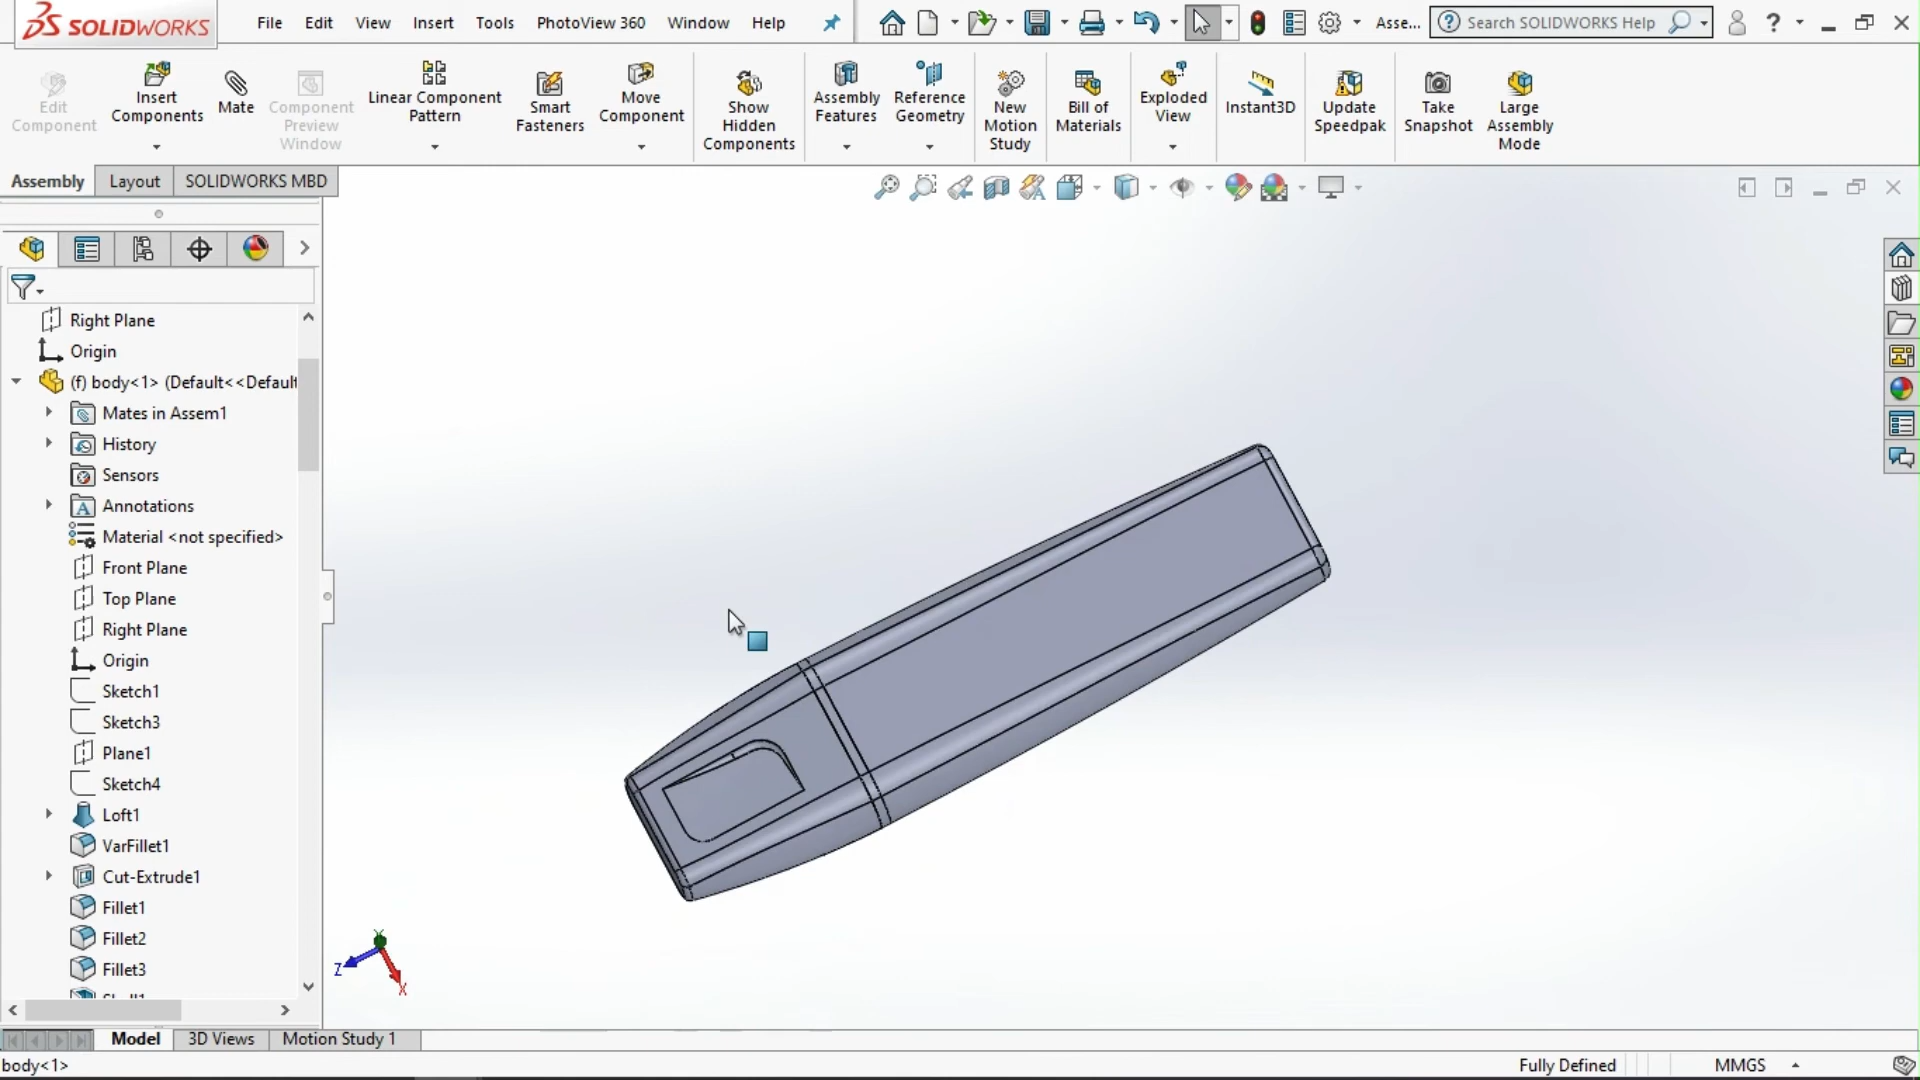 SOLIDWORKS
File Edit View Insert Tools PhotoView 360 Window Help
Asse...
Search SOLIDWORKS Help
Edit
Component
Insert
Components
Mate
Component
Preview
Window
Linear Component
Pattern
Smart
Fasteners
Move
Component
Show
Hidden
Components
Assembly
Features
Reference
Geometry
New
Motion
Study
Bill of
Materials
Exploded
View
Instant3D
Update
Speedpak
Take
Snapshot
Large
Assembly
Mode
Assembly Layout SOLIDWORKS MBD
Right Plane
Origin
(f) body<1> (Default<<Default
Mates in Assem1
History
Sensors
Annotations
Material <not specified>
Front Plane
Top Plane
Right Plane
Origin
Sketch1
Sketch3
Plane1
Sketch4
Loft1
VarFillet1
Cut-Extrude1
Fillet1
Fillet2
Fillet3
Y
Z
X
Model 3D Views Motion Study 1
body<1>
Fully Defined
MMGS